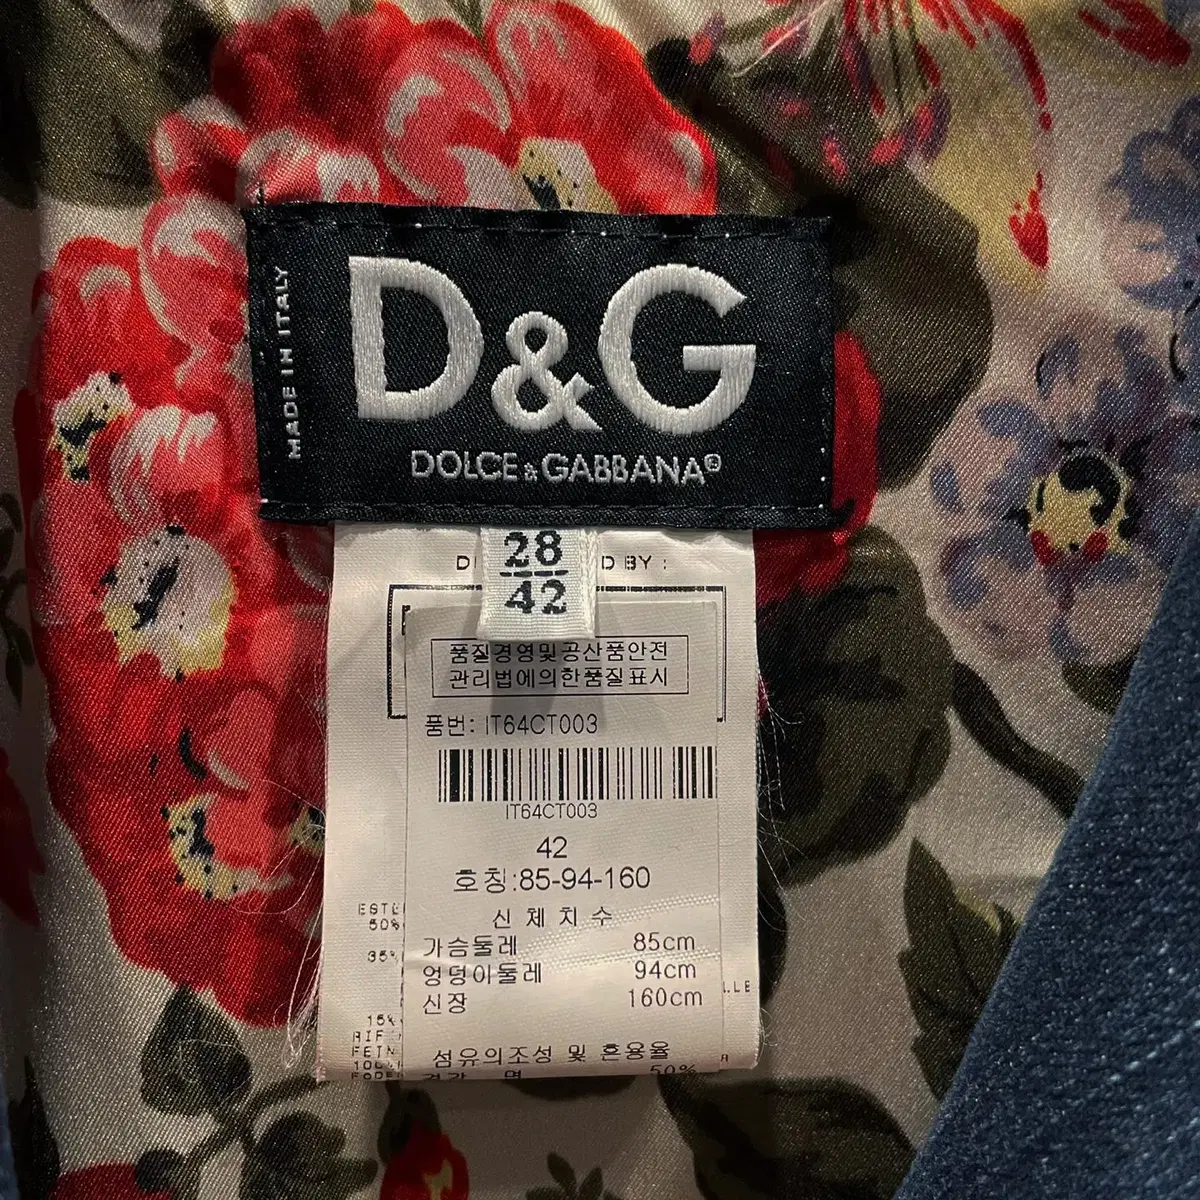 MADE IN ITALY
D&G
DOLCE & GABBANA®
28
42
D BY :
품질경영및공산품안전
관리법에의한품질표시
품번: IT64CT003
IT64CT003
42
호칭:85-94-160
신체치수
가슴둘레 85cm
엉덩이둘레 94cm
신장 160cm
섬유의조성 및 혼용율
겉감 면 50%